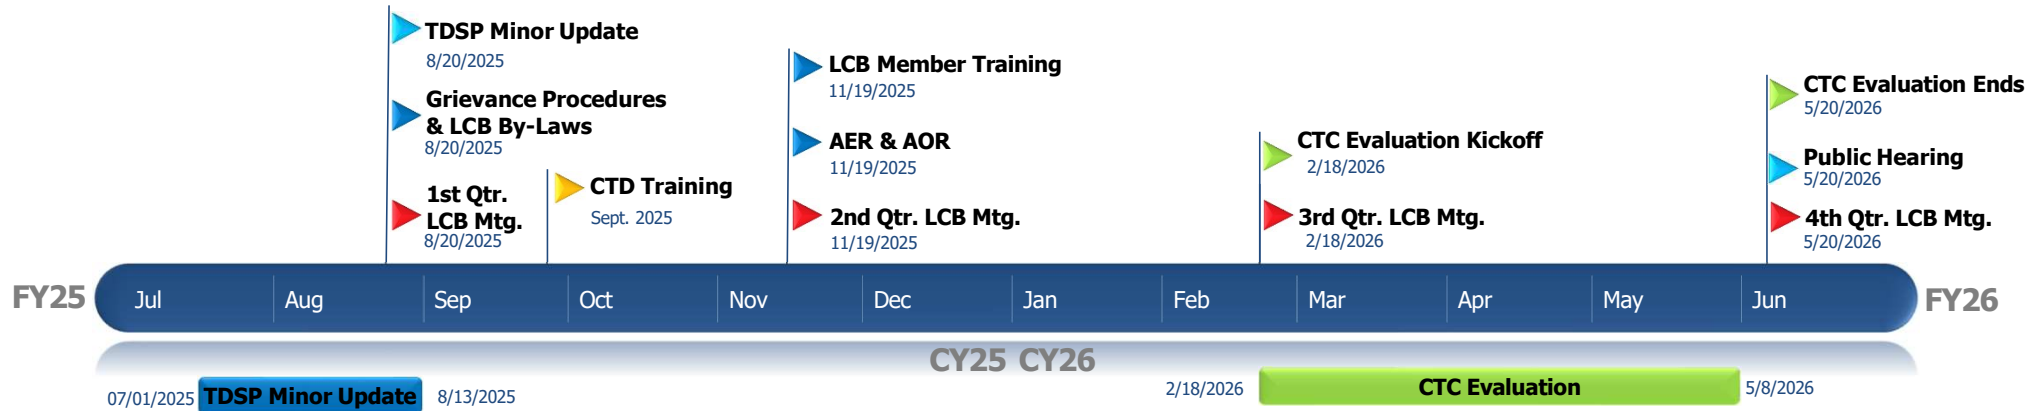 TDSP Minor Update
8/20/2025
Grievance Procedures
& LCB By-Laws
8/20/2025
1st Qtr.
LCB Mtg.
8/20/2025
CTD Training
Sept. 2025
LCB Member Training
11/19/2025
AER & AOR
11/19/2025
2nd Qtr. LCB Mtg.
11/19/2025
CTC Evaluation Kickoff
2/18/2026
3rd Qtr. LCB Mtg.
2/18/2026
CTC Evaluation Ends
5/20/2026
Public Hearing
5/20/2026
4th Qtr. LCB Mtg.
5/20/2026
FY25 Jul Aug Sep Oct Nov Dec Jan Feb Mar Apr May Jun FY26
CY25 CY26
07/01/2025 TDSP Minor Update 8/13/2025 2/18/2026 CTC Evaluation 5/8/2026